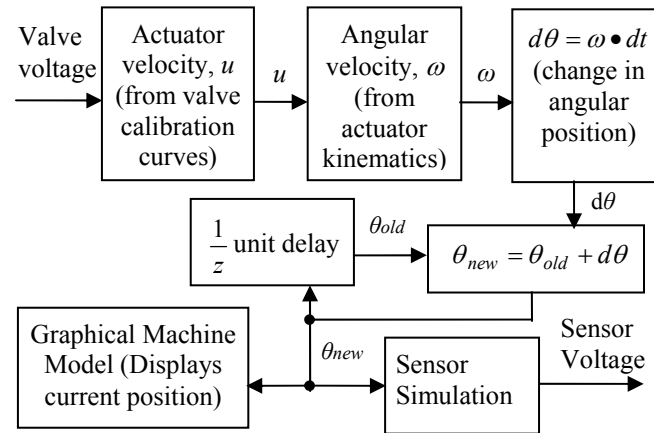 Valve
voltage
Actuator
velocity, u
(from valve
calibration
curves)
u
Angular
velocity, ω
(from
actuator
kinematics)
ω
dθ = ω • dt
(change in
angular
position)
dθ
1/z unit delay
θold
θnew = θold + dθ
Graphical Machine
Model (Displays
current position)
θnew
Sensor
Simulation
Sensor
Voltage